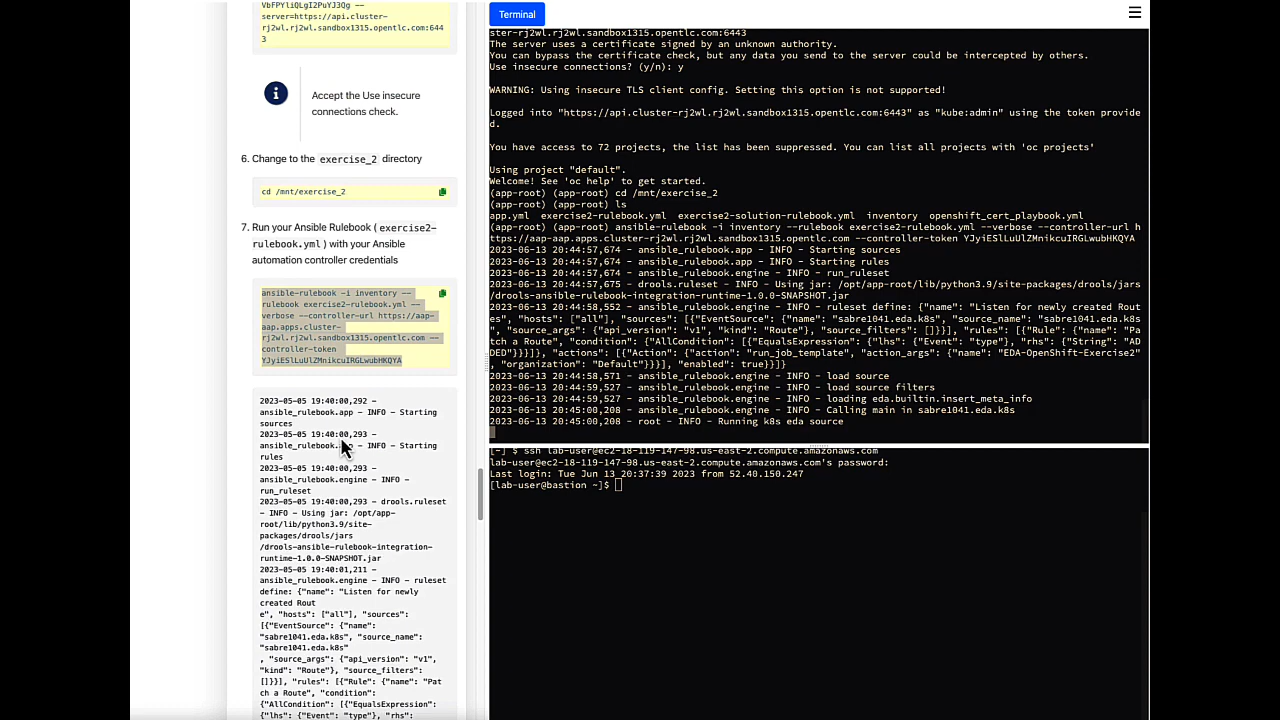 VbFPYliQLgI2PuYJ3Qg --
server=https://api.cluster-
rj2wl.rj2wl.sandbox1315.opentlc.com:644
3
Accept the Use insecure
connections check.
6. Change to the exercise_2 directory
cd /mnt/exercise_2
7. Run your Ansible Rulebook ( exercise2-
rulebook.yml ) with your Ansible
automation controller credentials
ansible-rulebook -i inventory --
rulebook exercise2-rulebook.yml --
verbose --controller-url https://aap-
aap.apps.cluster-
rj2wl.rj2wl.sandbox1315.opentlc.com --
controller-token
YJyiESlLuUlZMnikcuIRGLwubHKQYA
2023-05-05 19:40:00,292 -
ansible_rulebook.app - INFO - Starting
sources
2023-05-05 19:40:00,293 -
- INFO - Starting
rules
2023-05-05 19:40:00,293 -
ansible_rulebook.engine - INFO -
run_ruleset
2023-05-05 19:40:00,293 - drools.ruleset
- INFO - Using jar: /opt/app-
root/lib/python3.9/site-
packages/drools/jars
/drools-ansible-rulebook-integration-
runtime-1.0.0-SNAPSHOT.jar
2023-05-05 19:40:01,211 -
ansible_rulebook.engine - INFO - ruleset
define: {"name": "Listen for newly
created Rout
e", "hosts": ["all"], "sources":
[{"EventSource": {"name":
"sabre1041.eda.k8s", "source_name":
"sabre1041.eda.k8s"
, "source_args": {"api_version": "v1",
"kind": "Route"}, "source_filters":
[]}}], "rules": [{"Rule": {"name": "Pat
ch a Route", "condition":
{"AllCondition": [{"EqualsExpression":
{"lhs": {"Event": "type"}, "rhs":
Terminal
ster-rj2wl.rj2wl.sandbox1315.opentlc.com:6443
The server uses a certificate signed by an unknown authority.
You can bypass the certificate check, but any data you send to the server could be intercepted by others.
Use insecure connections? (y/n): y
WARNING: Using insecure TLS client config. Setting this option is not supported!
Logged into "https://api.cluster-rj2wl.rj2wl.sandbox1315.opentlc.com:6443" as "kube:admin" using the token provide
d.
You have access to 72 projects, the list has been suppressed. You can list all projects with 'oc projects'
Using project "default".
Welcome! See 'oc help' to get started.
(app-root) (app-root) cd /mnt/exercise_2
(app-root) (app-root) ls
app.yml  exercise2-rulebook.yml  exercise2-solution-rulebook.yml  inventory  openshift_cert_playbook.yml
(app-root) (app-root) ansible-rulebook -i inventory --rulebook exercise2-rulebook.yml --verbose --controller-url h
ttps://aap-aap.apps.cluster-rj2wl.rj2wl.sandbox1315.opentlc.com --controller-token YJyiESlLuUlZMnikcuIRGLwubHKQYA
2023-06-13 20:44:57,674 - ansible_rulebook.app - INFO - Starting sources
2023-06-13 20:44:57,674 - ansible_rulebook.app - INFO - Starting rules
2023-06-13 20:44:57,674 - ansible_rulebook.engine - INFO - run_ruleset
2023-06-13 20:44:57,675 - drools.ruleset - INFO - Using jar: /opt/app-root/lib/python3.9/site-packages/drools/jars
/drools-ansible-rulebook-integration-runtime-1.0.0-SNAPSHOT.jar
2023-06-13 20:44:58,552 - ansible_rulebook.engine - INFO - ruleset define: {"name": "Listen for newly created Rout
e", "hosts": ["all"], "sources": [{"EventSource": {"name": "sabre1041.eda.k8s", "source_name": "sabre1041.eda.k8s
", "source_args": {"api_version": "v1", "kind": "Route"}, "source_filters": []}}], "rules": [{"Rule": {"name": "Pa
tch a Route", "condition": {"AllCondition": [{"EqualsExpression": {"lhs": {"Event": "type"}, "rhs": {"String": "AD
DED"}}}]}, "actions": [{"Action": {"action": "run_job_template", "action_args": {"name": "EDA-OpenShift-Exercise2"
, "organization": "Default"}}}], "enabled": true}}]}
2023-06-13 20:44:58,571 - ansible_rulebook.engine - INFO - load source
2023-06-13 20:44:59,527 - ansible_rulebook.engine - INFO - load source filters
2023-06-13 20:44:59,527 - ansible_rulebook.engine - INFO - loading eda.builtin.insert_meta_info
2023-06-13 20:45:00,208 - ansible_rulebook.engine - INFO - Calling main in sabre1041.eda.k8s
2023-06-13 20:45:00,208 - root - INFO - Running k8s eda source
[~] $ ssh lab-user@ec2-18-119-147-98.us-east-2.compute.amazonaws.com
lab-user@ec2-18-119-147-98.us-east-2.compute.amazonaws.com's password:
Last login: Tue Jun 13 20:37:39 2023 from 52.40.150.247
[lab-user@bastion ~]$